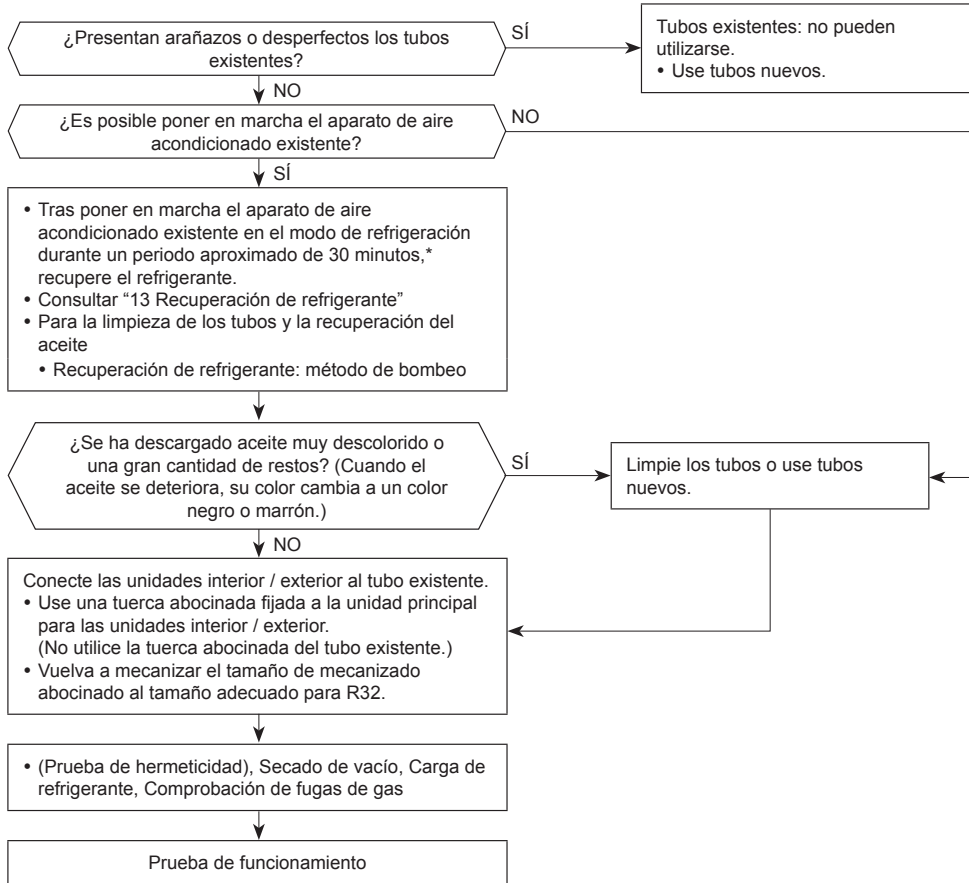 ¿Presentan arañazos o desperfectos los tubos
existentes?
SÍ
Tubos existentes: no pueden
utilizarse.
• Use tubos nuevos.
NO
¿Es posible poner en marcha el aparato de aire
acondicionado existente?
NO
SÍ
• Tras poner en marcha el aparato de aire
acondicionado existente en el modo de refrigeración
durante un periodo aproximado de 30 minutos,*
recupere el refrigerante.
• Consultar “13 Recuperación de refrigerante”
• Para la limpieza de los tubos y la recuperación del
aceite
• Recuperación de refrigerante: método de bombeo
¿Se ha descargado aceite muy descolorido o
una gran cantidad de restos? (Cuando el
aceite se deteriora, su color cambia a un color
negro o marrón.)
SÍ
Limpie los tubos o use tubos
nuevos.
NO
Conecte las unidades interior / exterior al tubo existente.
• Use una tuerca abocinada fijada a la unidad principal
para las unidades interior / exterior.
(No utilice la tuerca abocinada del tubo existente.)
• Vuelva a mecanizar el tamaño de mecanizado
abocinado al tamaño adecuado para R32.
• (Prueba de hermeticidad), Secado de vacío, Carga de
refrigerante, Comprobación de fugas de gas
Prueba de funcionamiento